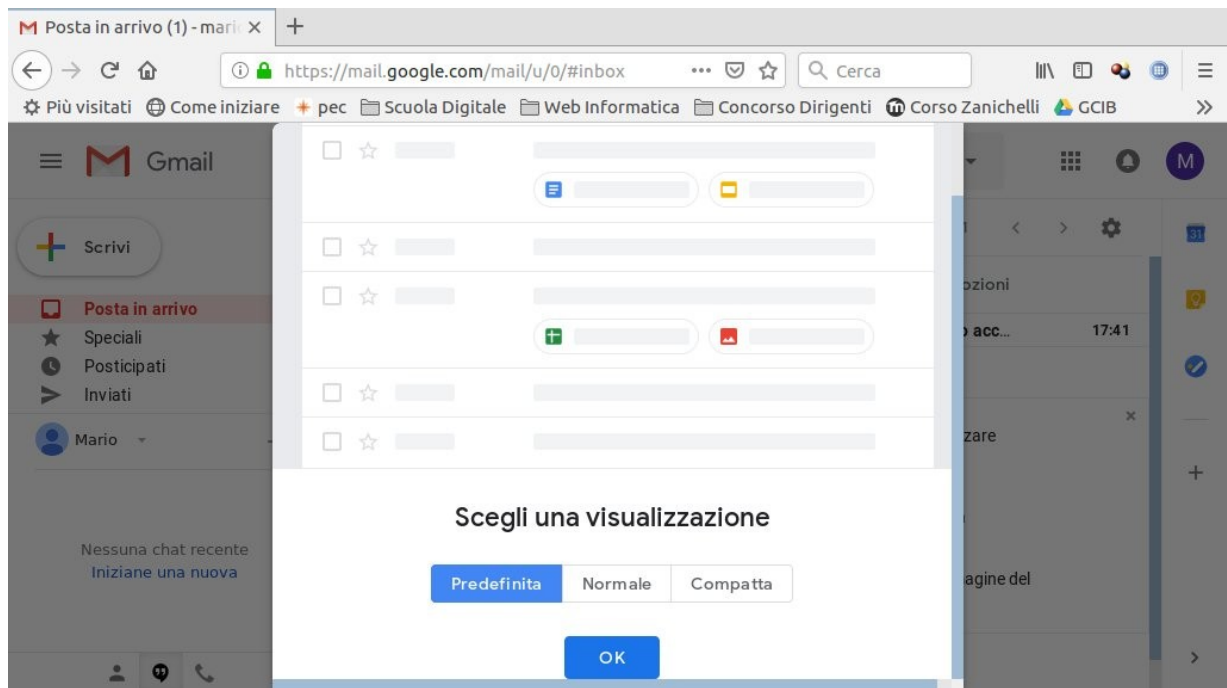 Posta in arrivo (1) - mari
https://mail.google.com/mail/u/0/#inbox
Cerca
Più visitati Come iniziare pec Scuola Digitale Web Informatica Concorso Dirigenti Corso Zanichelli GCIB
Gmail
M
Scrivi
31
ozioni
Posta in arrivo
o acc... 17:41
Speciali
Posticipati
Inviati
Mario
zare
Scegli una visualizzazione
Nessuna chat recente
Iniziane una nuova
Predefinita Normale Compatta
agine del
OK